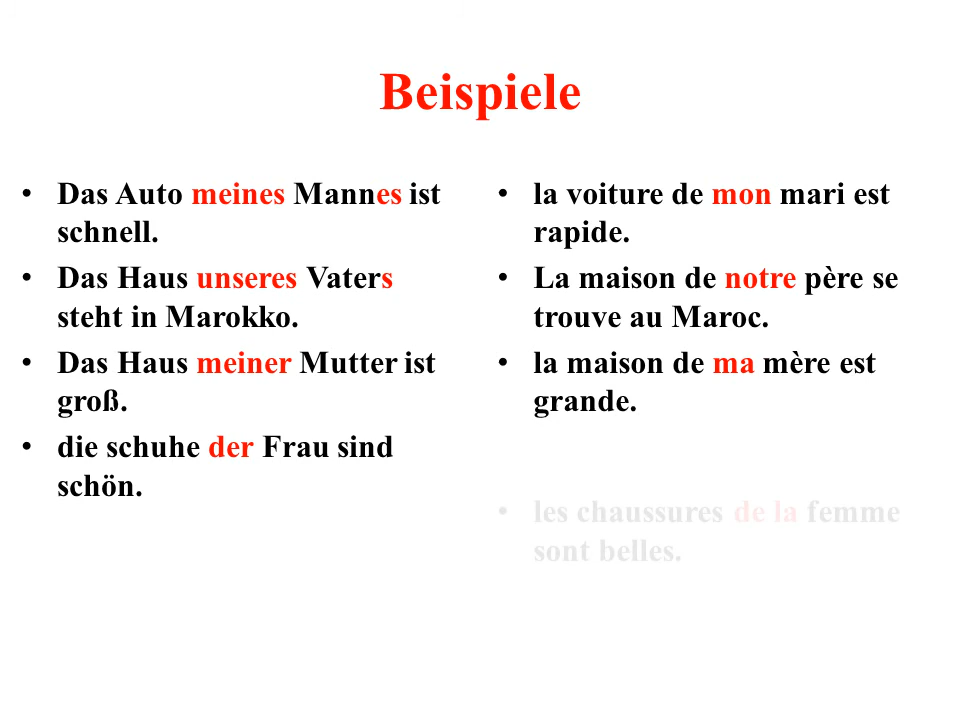 Beispiele
• Das Auto meines Mannes ist
schnell.
• Das Haus unseres Vaters
steht in Marokko.
• Das Haus meiner Mutter ist
groß.
• die schuhe der Frau sind
schön.
• la voiture de mon mari est
rapide.
• La maison de notre père se
trouve au Maroc.
• la maison de ma mère est
grande.
• les chaussures de la femme
sont belles.